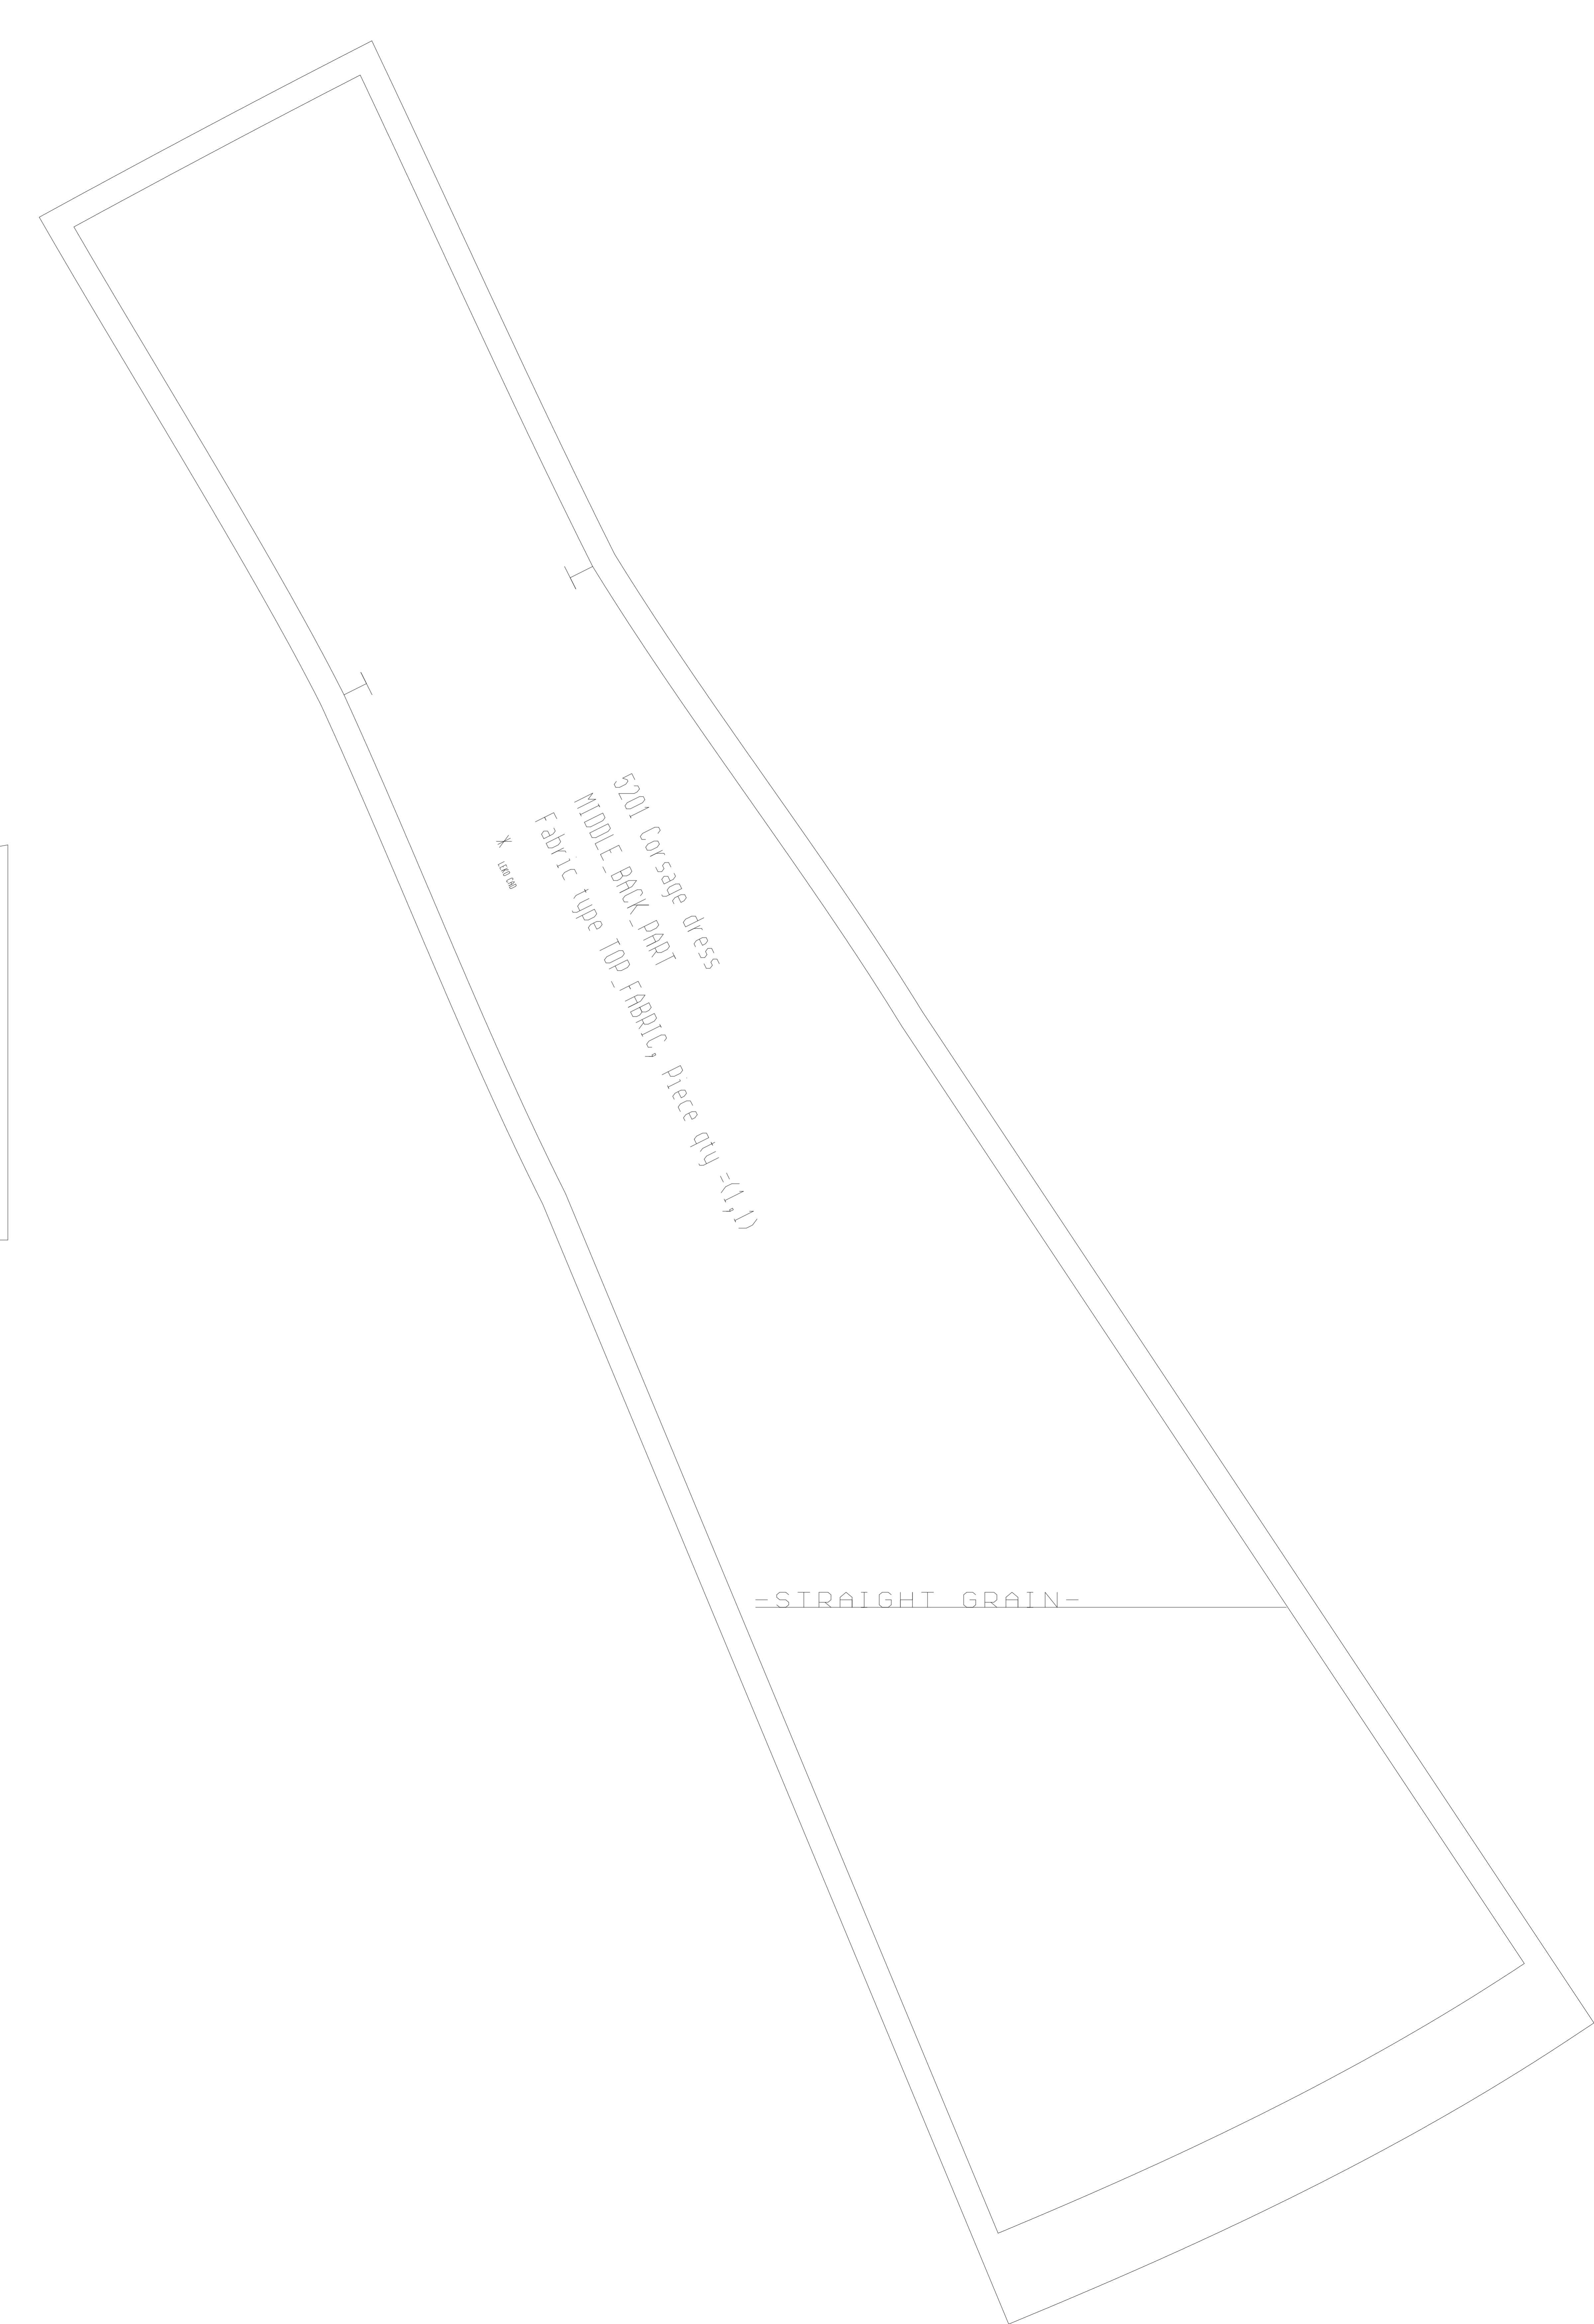 5201 Corsage dress
MIDDLE_BACK_PART
Fabric type Top_FABRIC, piece qty =(1,1)
-STRAIGHT GRAIN-